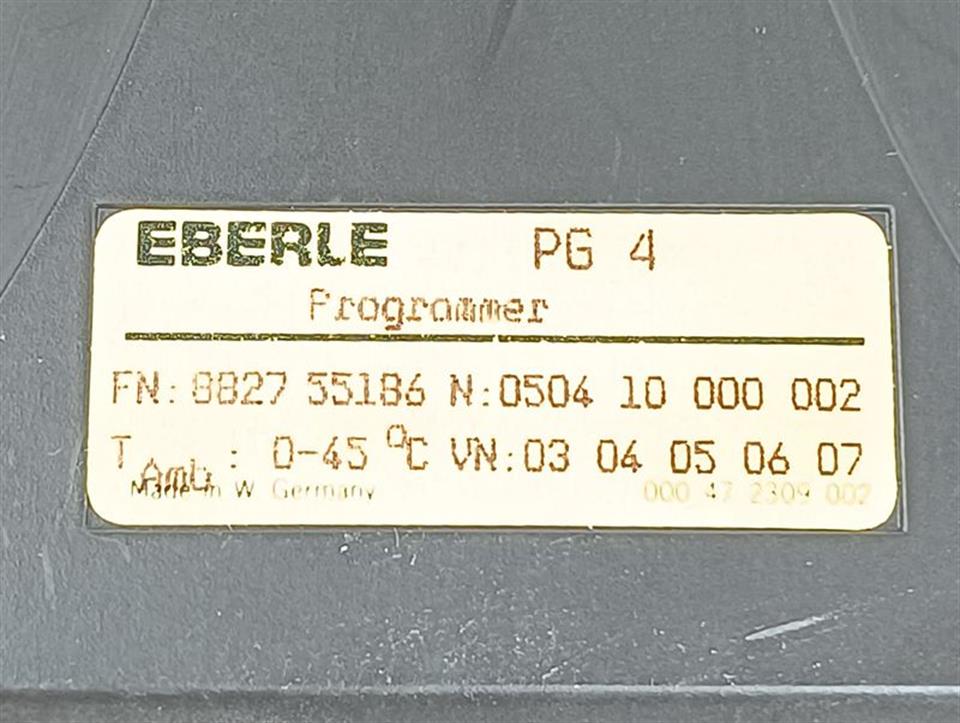 EBERLE PG 4
Programmer
FN: 8827 55186 N:0504 10 000 002
T Amb : 0-45 °C VN:03 04 05 06 07
Made in W. Germany 000 47 2309 002